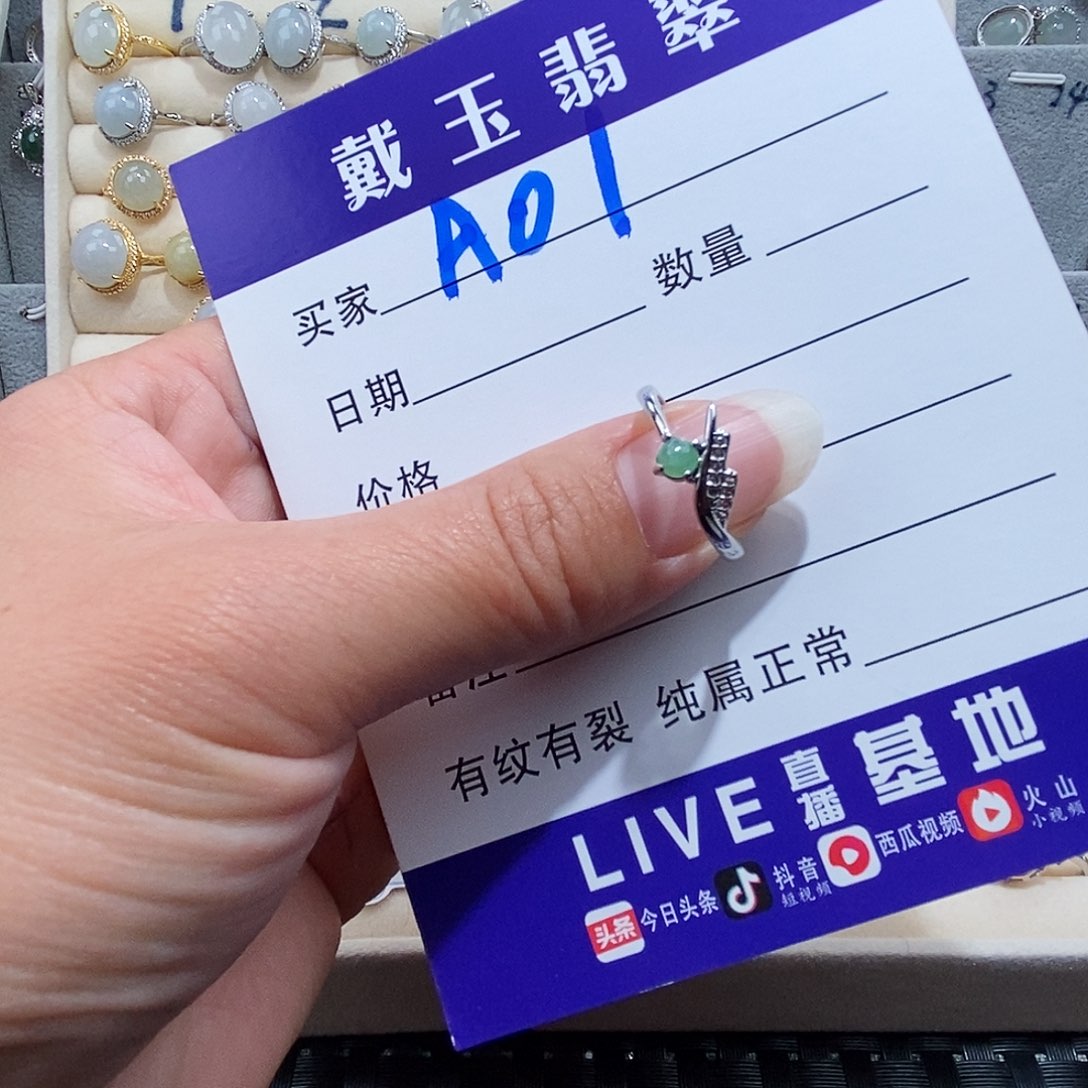 戴玉翡翠
买家 A01
数量
日期
价格
备注
有纹有裂 纯属正常
LIVE 直播 基地
头条 今日头条 抖音 短视频 西瓜视频 火山 小视频